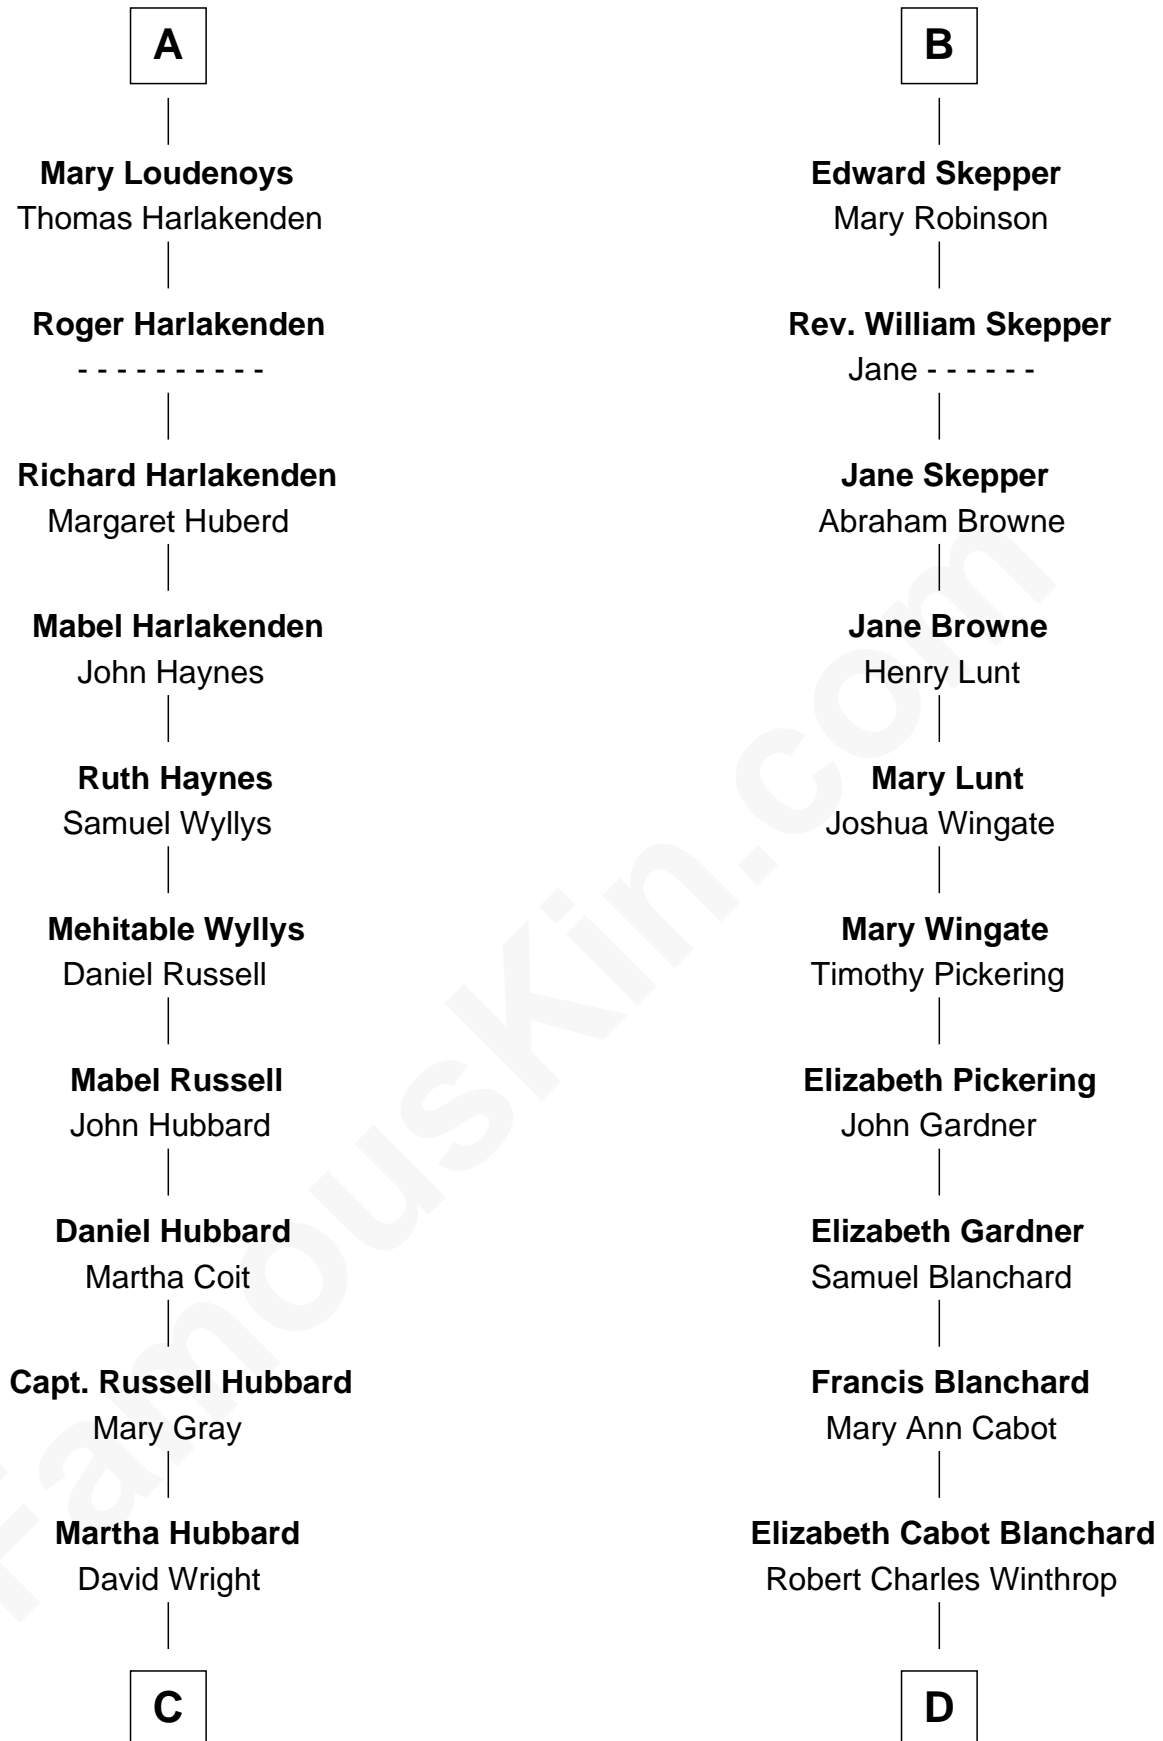 A
Mary Loudenoys
Thomas Harlakenden
Roger Harlakenden
- - - - - - - - - -
Richard Harlakenden
Margaret Huberd
Mabel Harlakenden
John Haynes
Ruth Haynes
Samuel Wyllys
Mehitable Wyllys
Daniel Russell
Mabel Russell
John Hubbard
Daniel Hubbard
Martha Coit
Capt. Russell Hubbard
Mary Gray
Martha Hubbard
David Wright
C
B
Edward Skepper
Mary Robinson
Rev. William Skepper
Jane - - - - - -
Jane Skepper
Abraham Browne
Jane Browne
Henry Lunt
Mary Lunt
Joshua Wingate
Mary Wingate
Timothy Pickering
Elizabeth Pickering
John Gardner
Elizabeth Gardner
Samuel Blanchard
Francis Blanchard
Mary Ann Cabot
Elizabeth Cabot Blanchard
Robert Charles Winthrop
D
FamousKin.com